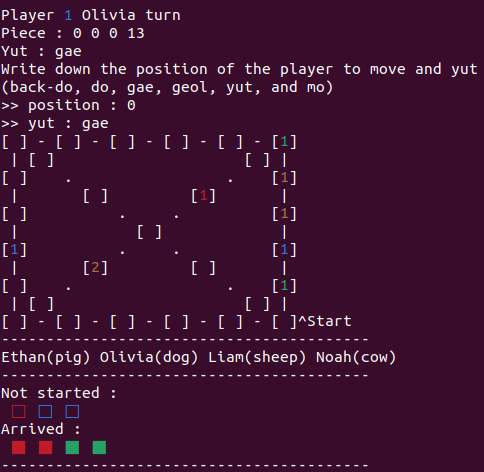 Player 1 Olivia turn
Piece : 0 0 0 13
Yut : gae
Write down the position of the player to move and yut
(back-do, do, gae, geol, yut, and mo)
>> position : 0
>> yut : gae
[ ] - [ ] - [ ] - [ ] - [ ] - [1]
 | [ ]                     [ ] |
[ ]    .                 .    [1]
 |       [ ]         [1]       |
[ ]          .     .          [1]
 |             [ ]             |
[1]          .     .          [1]
 |       [2]         [ ]       |
[ ]    .                 .    [1]
 | [ ]                     [ ] |
[ ] - [ ] - [ ] - [ ] - [ ] - [ ]^Start
-----------------------------------------
Ethan(pig) Olivia(dog) Liam(sheep) Noah(cow)
-----------------------------------------
Not started :
 □  □  □
Arrived :
 ■  ■  ■  ■
-----------------------------------------